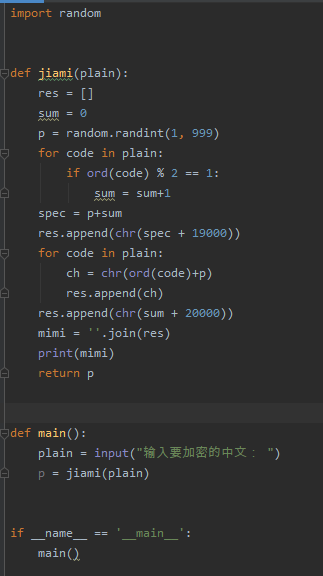 import random
def jiami(plain):
    res = []
    sum = 0
    p = random.randint(1, 999)
    for code in plain:
        if ord(code) % 2 == 1:
            sum = sum+1
    spec = p+sum
    res.append(chr(spec + 19000))
    for code in plain:
        ch = chr(ord(code)+p)
        res.append(ch)
    res.append(chr(sum + 20000))
    mimi = ''.join(res)
    print(mimi)
    return p
def main():
    plain = input("输入要加密的中文: ")
    p = jiami(plain)
if __name__ == '__main__':
    main()